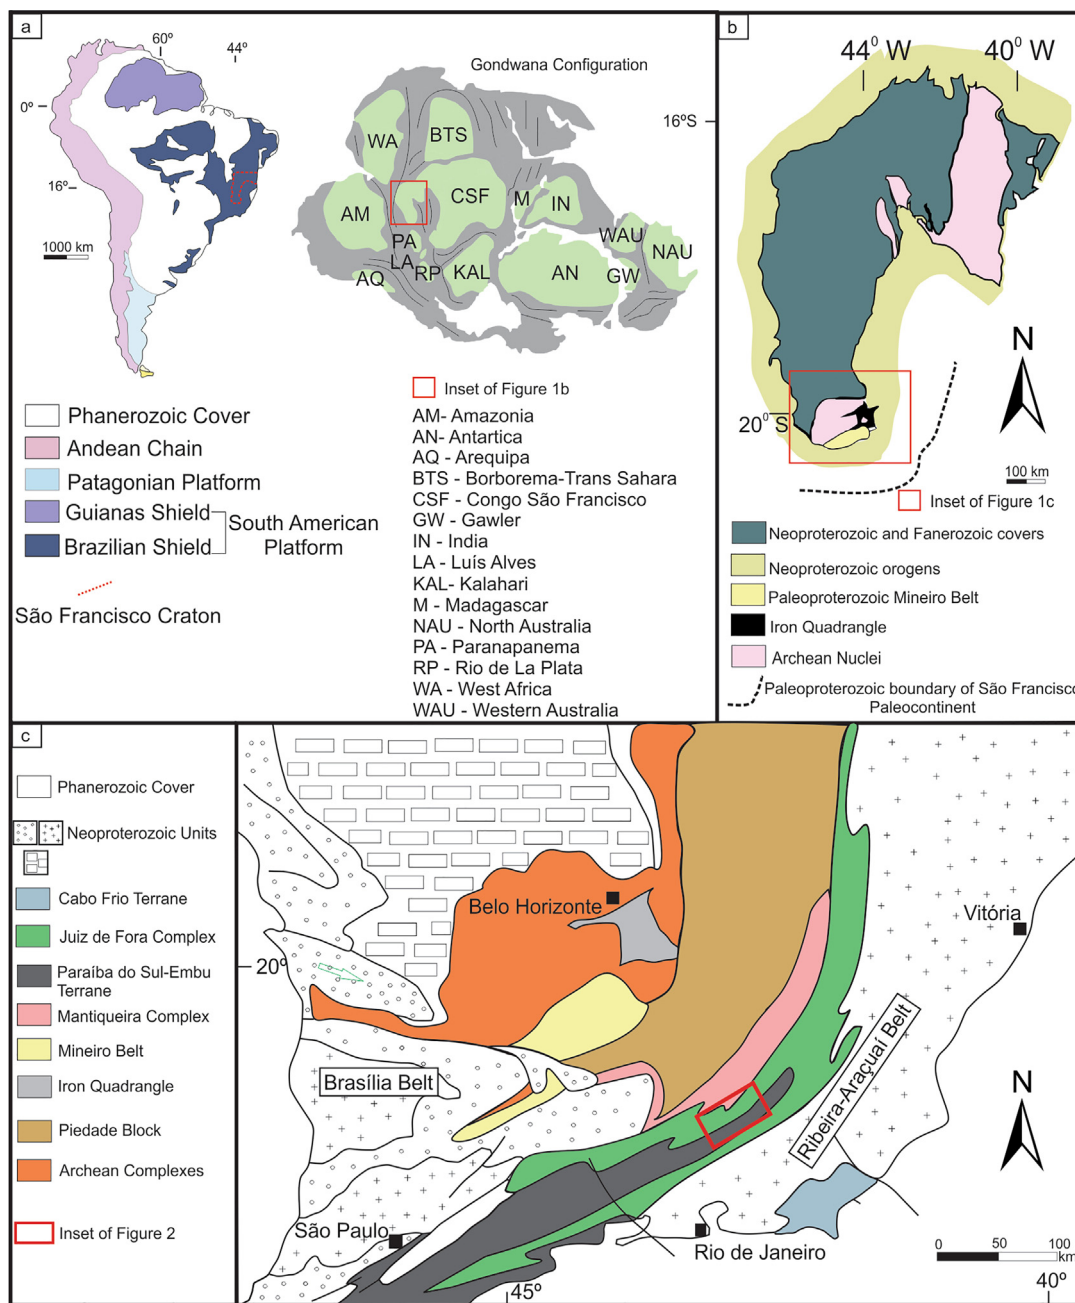 a
60º
44º
0º
16º
1000 km
Gondwana Configuration
WA
BTS
AM
CSF
M
IN
PA
LA
AQ
RP
KAL
AN
WAU
NAU
GW
Phanerozoic Cover
Andean Chain
Patagonian Platform
Guianas Shield
Brazilian Shield
South American
Platform
São Francisco Craton
Inset of Figure 1b
AM- Amazonia
AN- Antartica
AQ - Arequipa
BTS - Borborema-Trans Sahara
CSF - Congo São Francisco
GW - Gawler
IN - India
LA - Luís Alves
KAL- Kalahari
M - Madagascar
NAU - North Australia
PA - Paranapanema
RP - Rio de La Plata
WA - West Africa
WAU - Western Australia
b
44⁰ W
40⁰ W
16ºS
20⁰ S
N
100 km
Inset of Figure 1c
Neoproterozoic and Fanerozoic covers
Neoproterozoic orogens
Paleoproterozoic Mineiro Belt
Iron Quadrangle
Archean Nuclei
Paleoproterozoic boundary of São Francisco
Paleocontinent
c
Phanerozoic Cover
Neoproterozoic Units
Cabo Frio Terrane
Juiz de Fora Complex
Paraíba do Sul-Embu
Terrane
Mantiqueira Complex
Mineiro Belt
Iron Quadrangle
Piedade Block
Archean Complexes
Inset of Figure 2
Belo Horizonte
Vitória
20º
Brasília Belt
Ribeira-Araçuaí Belt
N
São Paulo
Rio de Janeiro
0 50 100
km
45º
40º